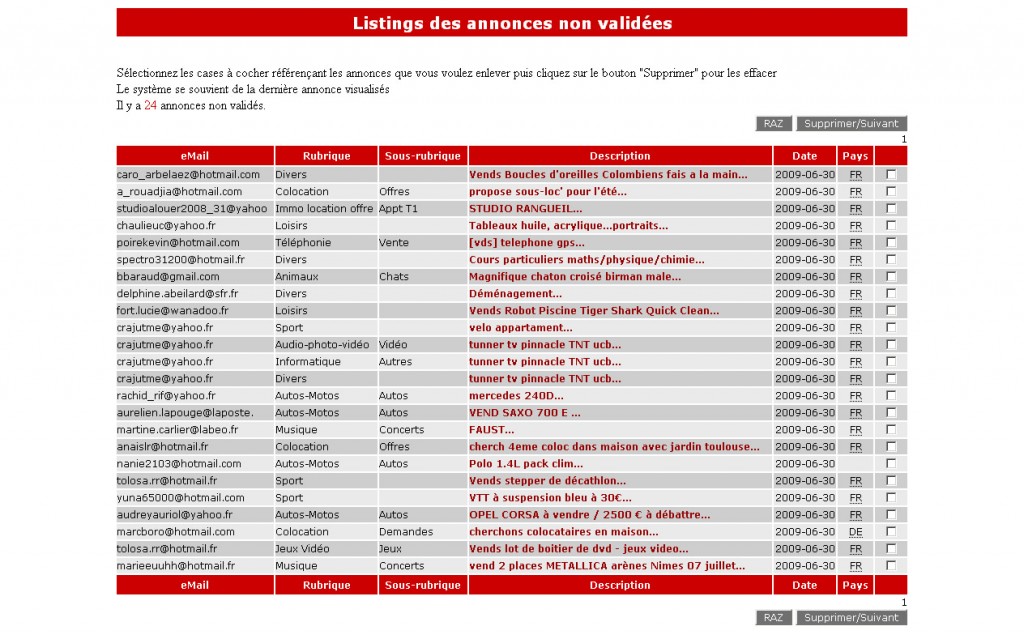 Listings des annonces non validées
Sélectionnez les cases à cocher référençant les annonces que vous voulez enlever puis cliquez sur le bouton "Supprimer" pour les effacer
Le système se souvient de la dernière annonce visualisés
Il y a 24 annonces non validés.
RAZ Supprimer/Suivant
1
eMail Rubrique Sous-rubrique Description Date Pays
caro_arbelaez@hotmail.com Divers Vends Boucles d'oreilles Colombiens fais a la main... 2009-06-30 FR
a_rouadjia@hotmail.com Colocation Offres propose sous-loc' pour l'été... 2009-06-30 FR
studioalouer2008_31@yahoo Immo location offre Appt T1 STUDIO RANGUEIL... 2009-06-30 FR
chaulieuc@yahoo.fr Loisirs Tableaux huile, acrylique...portraits... 2009-06-30 FR
poirekevin@hotmail.com Téléphonie Vente [vds] telephone gps... 2009-06-30 FR
spectro31200@hotmail.fr Divers Cours particuliers maths/physique/chimie... 2009-06-30 FR
bbaraud@gmail.com Animaux Chats Magnifique chaton croisé birman male... 2009-06-30 FR
delphine.abeilard@sfr.fr Divers Déménagement... 2009-06-30 FR
fort.lucie@wanadoo.fr Loisirs Vends Robot Piscine Tiger Shark Quick Clean... 2009-06-30 FR
crajutme@yahoo.fr Sport velo appartament... 2009-06-30 FR
crajutme@yahoo.fr Audio-photo-vidéo Vidéo tunner tv pinnacle TNT ucb... 2009-06-30 FR
crajutme@yahoo.fr Informatique Autres tunner tv pinnacle TNT ucb... 2009-06-30 FR
crajutme@yahoo.fr Divers tunner tv pinnacle TNT ucb... 2009-06-30 FR
rachid_rif@yahoo.fr Autos-Motos Autos mercedes 240D... 2009-06-30 FR
aurelien.lapouge@laposte. Autos-Motos Autos VEND SAXO 700 E ... 2009-06-30 FR
martine.carlier@labeo.fr Musique Concerts FAUST... 2009-06-30 FR
anaislr@hotmail.fr Colocation Offres cherch 4eme coloc dans maison avec jardin toulouse... 2009-06-30 FR
nanie2103@hotmail.com Autos-Motos Autos Polo 1.4L pack clim... 2009-06-30
tolosa.rr@hotmail.fr Sport Vends stepper de décathlon... 2009-06-30 FR
yuna65000@hotmail.com Sport VTT à suspension bleu à 30€... 2009-06-30 FR
audreyauriol@yahoo.fr Autos-Motos Autos OPEL CORSA à vendre / 2500 € à débattre... 2009-06-30 FR
marcboro@hotmail.com Colocation Demandes cherchons colocataires en maison... 2009-06-30 DE
tolosa.rr@hotmail.fr Jeux Vidéo Jeux Vends lot de boitier de dvd - jeux video... 2009-06-30 FR
marieeuuhh@hotmail.fr Musique Concerts vend 2 places METALLICA arènes Nimes 07 juillet... 2009-06-30 FR
eMail Rubrique Sous-rubrique Description Date Pays
1
RAZ Supprimer/Suivant